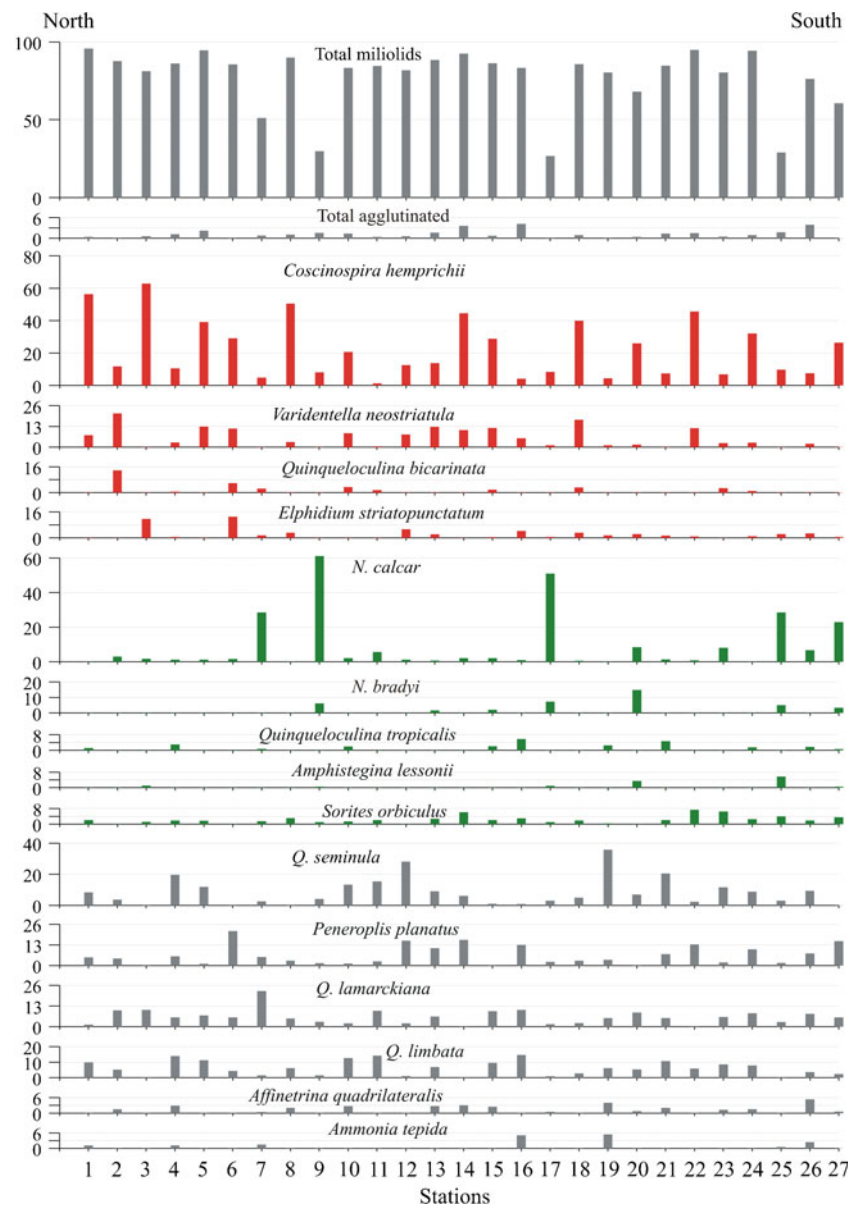 North South
100
Total miliolids
50
0
6
Total agglutinated
0
80
Coscinospira hemprichii
60
40
20
0
26
Varidentella neostriatula
13
0
16
Quinqueloculina bicarinata
0
16
Elphidium striatopunctatum
0
60
N. calcar
40
20
0
20
N. bradyi
10
0
8
Quinqueloculina tropicalis
0
8
Amphistegina lessonii
0
8
Sorites orbiculus
0
40
Q. seminula
20
0
26
Peneroplis planatus
13
0
26
Q. lamarckiana
13
0
20
Q. limbata
10
0
6
Affinetrina quadrilateralis
0
6
Ammonia tepida
0
1 2 3 4 5 6 7 8 9 10 11 12 13 14 15 16 17 18 19 20 21 22 23 24 25 26 27
Stations